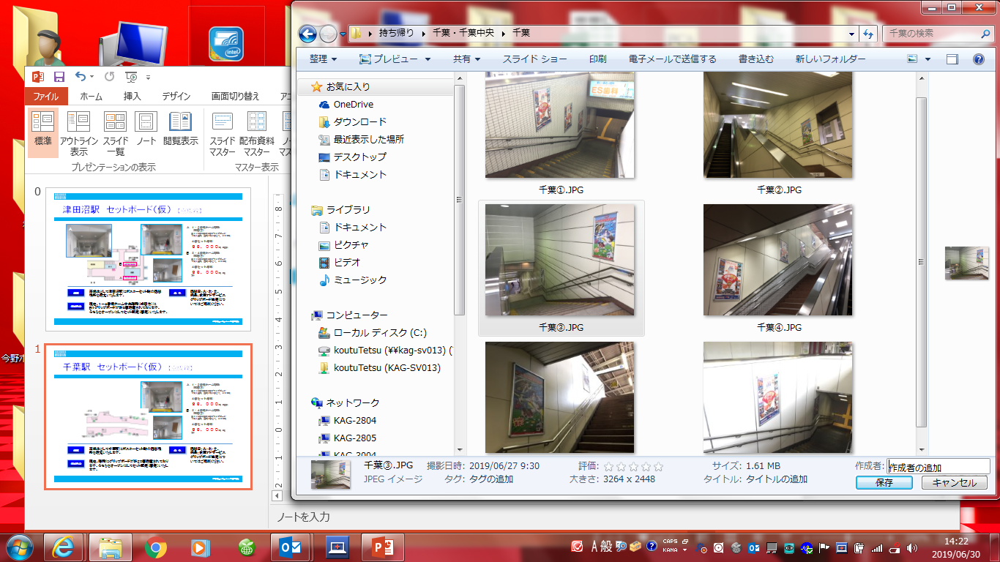 持ち帰り ▸ 千葉・千葉中央 ▸ 千葉
千葉の検索
整理 プレビュー 共有 スライド ショー 印刷 電子メールで送信する 書き込む 新しいフォルダー
お気に入り
OneDrive
ダウンロード
最近表示した場所
デスクトップ
ドキュメント
ライブラリ
ドキュメント
ピクチャ
ビデオ
ミュージック
コンピューター
ローカル ディスク (C:)
koutuTetsu (¥¥kag-sv013) (
koutuTetsu (KAG-SV013)
ネットワーク
KAG-2804
KAG-2805
KAG-3004
ES歯科
千葉①.JPG
千葉②.JPG
千葉③.JPG
千葉④.JPG
千葉③.JPG 撮影日時: 2019/06/27 9:30 評価: サイズ: 1.61 MB 作成者: 作成者の追加
JPEG イメージ タグ: タグの追加 大きさ: 3264 x 2448 タイトル: タイトルの追加
保存 キャンセル
intel
ファイル ホーム 挿入 デザイン 画面切り替え アニ
標準 アウトライン表示 スライド一覧 ノート 閲覧表示 スライドマスター 配布資料マスター
プレゼンテーションの表示 マスター表示
0
津田沼駅 セットボード(仮)
1
千葉駅 セットボード(仮)
8
7
6
5
4
3
2
1
0
1
2
ノートを入力
A 般
CAPS
KANA
14:22
2019/06/30